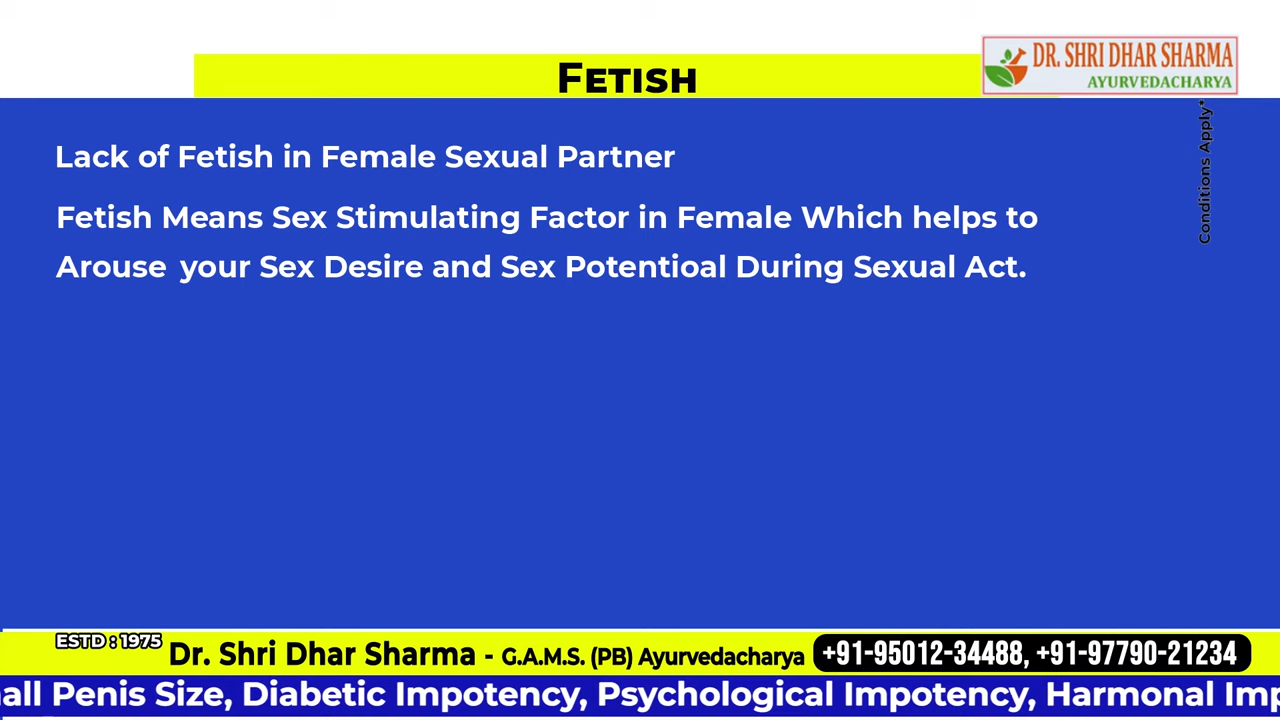 FETISH
DR. SHRI DHAR SHARMA
AYURVEDACHARYA
Conditions Apply*
Lack of Fetish in Female Sexual Partner
Fetish Means Sex Stimulating Factor in Female Which helps to
Arouse your Sex Desire and Sex Potentioal During Sexual Act.
ESTD : 1975
Dr. Shri Dhar Sharma - G.A.M.S. (PB) Ayurvedacharya
+91-95012-34488, +91-97790-21234
Penis Size, Diabetic Impotency, Psychological Impotency, Harmonal